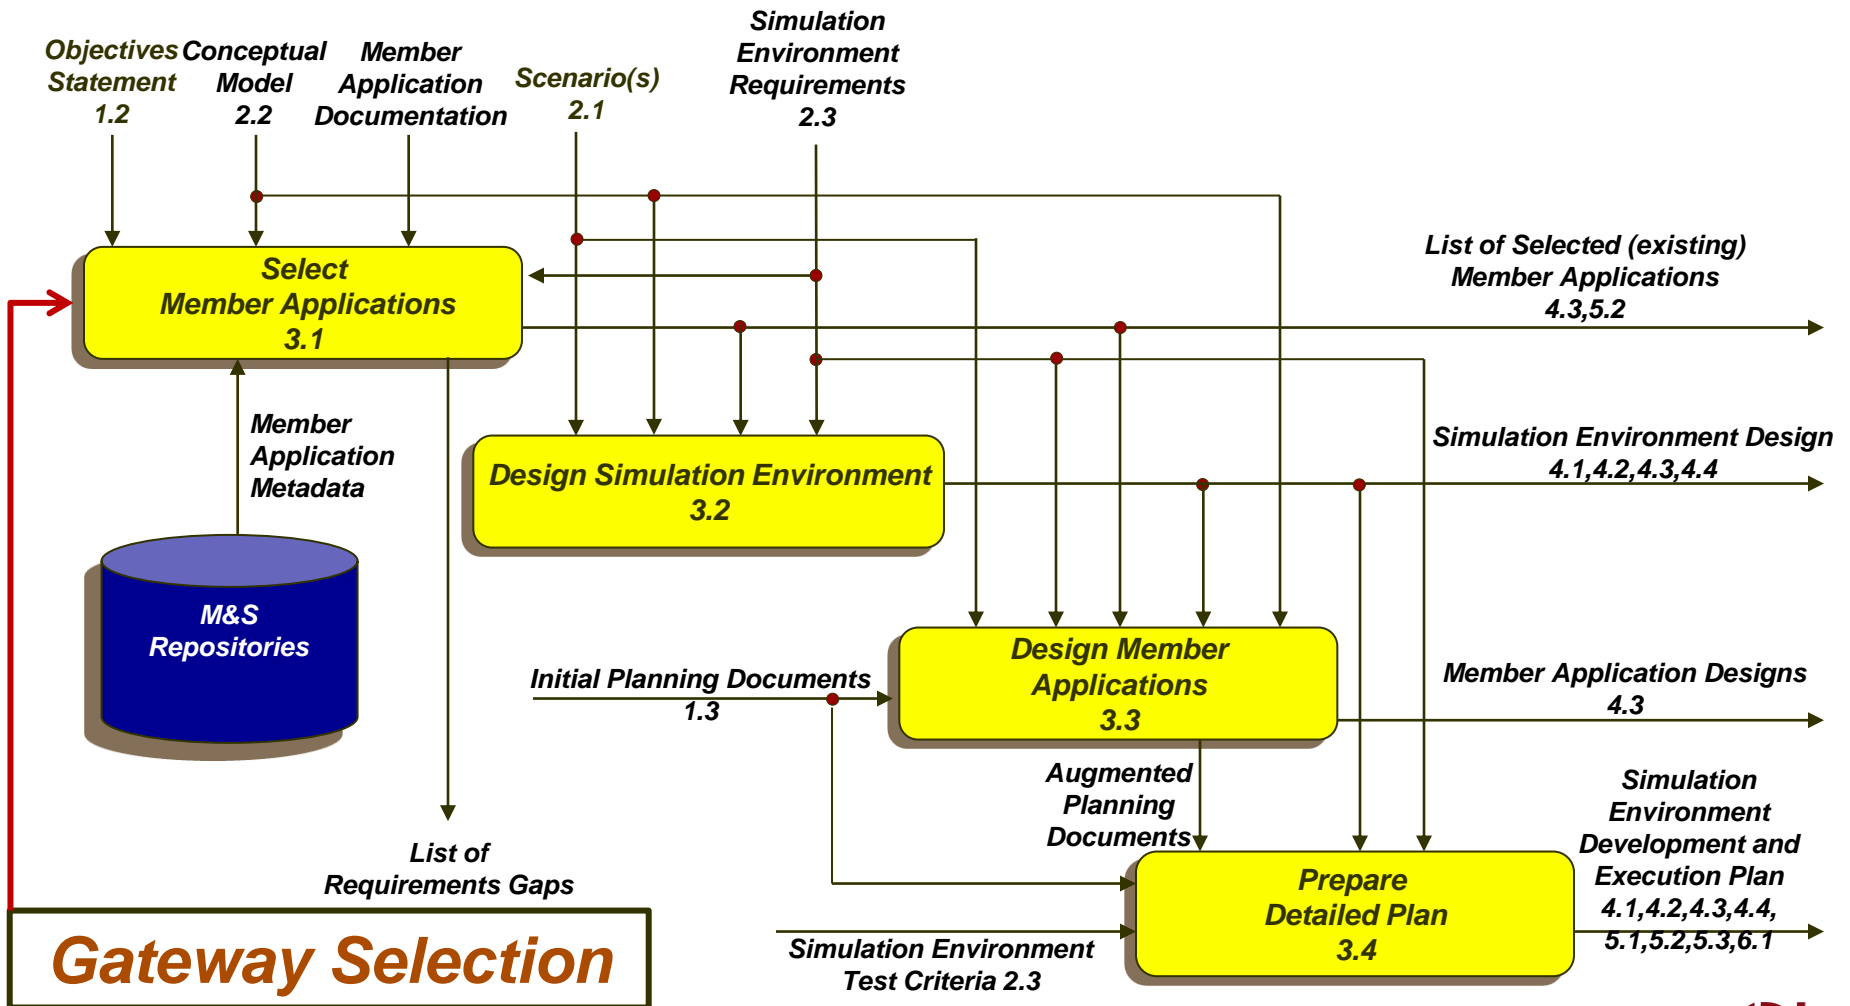 Objectives
Statement
1.2
Conceptual
Model
2.2
Member
Application
Documentation
Scenario(s)
2.1
Simulation
Environment
Requirements
2.3
Select
Member Applications
3.1
List of Selected (existing)
Member Applications
4.3,5.2
Member
Application
Metadata
Design Simulation Environment
3.2
Simulation Environment Design
4.1,4.2,4.3,4.4
M&S
Repositories
Initial Planning Documents
1.3
Design Member
Applications
3.3
Member Application Designs
4.3
Augmented
Planning
Documents
List of
Requirements Gaps
Prepare
Detailed Plan
3.4
Simulation
Environment
Development and
Execution Plan
4.1,4.2,4.3,4.4,
5.1,5.2,5.3,6.1
Simulation Environment
Test Criteria 2.3
Gateway Selection